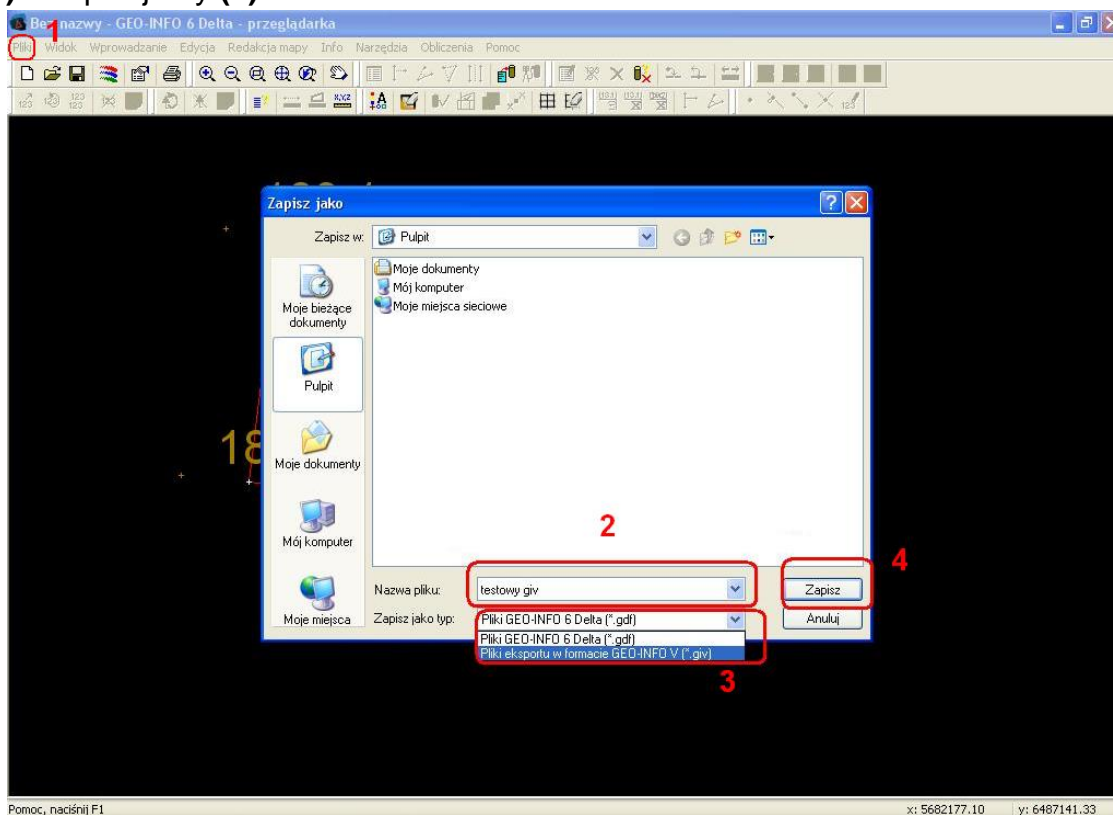 Bez nazwy - GEO-INFO 6 Delta - przeglądarka
1
Pliki Widok Wprowadzanie Edycja Redakcja mapy Info Narzędzia Obliczenia Pomoc
Zapisz jako
Zapisz w: Pulpit
Moje dokumenty
Mój komputer
Moje miejsca sieciowe
Moje bieżące
dokumenty
Pulpit
Moje dokumenty
Mój komputer
Moje miejsca
18
2
Nazwa pliku: testowy giv Zapisz
4
Zapisz jako typ: Pliki GEO-INFO 6 Delta (*.gdf) Anuluj
Pliki GEO-INFO 6 Delta (*.gdf)
Pliki eksportu w formacie GEO-INFO V (*.giv)
3
Pomoc, naciśnij F1 x: 5682177.10 y: 6487141.33